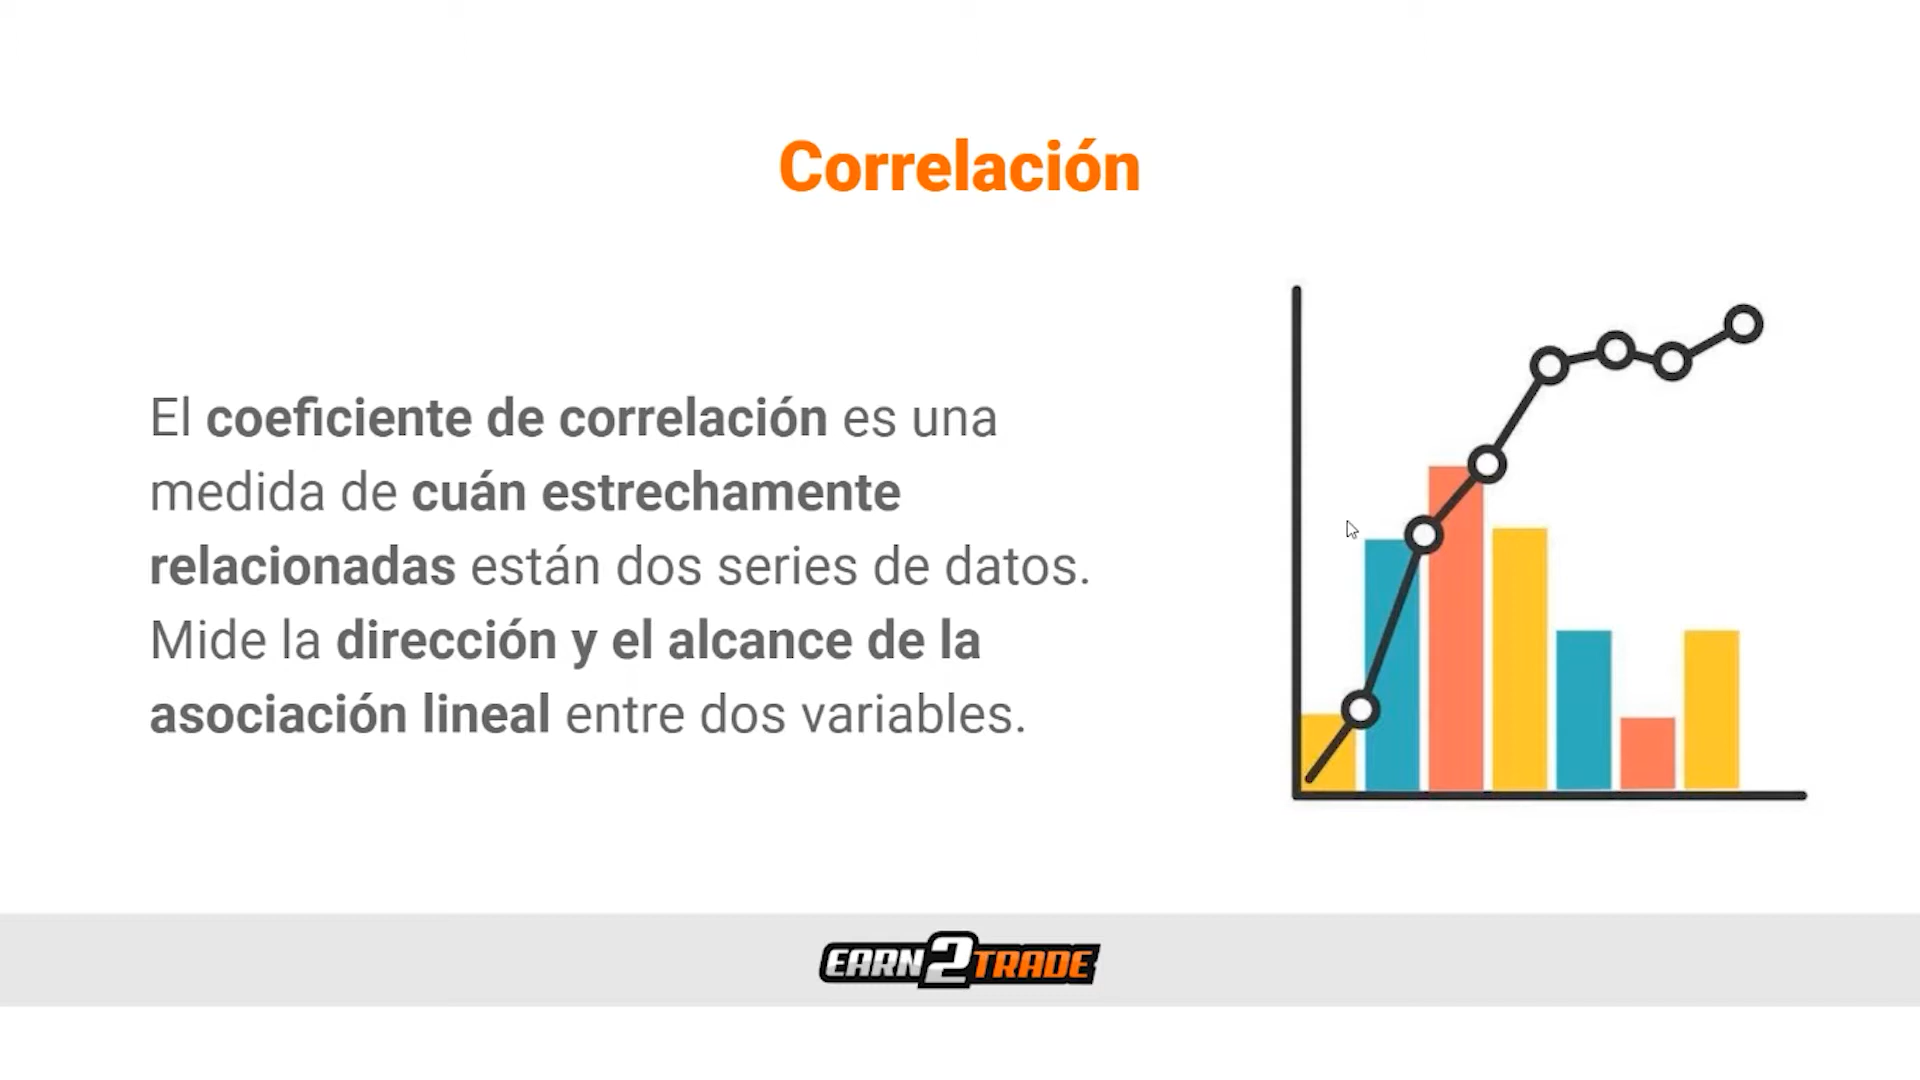 Correlación
El coeficiente de correlación es una
medida de cuán estrechamente
relacionadas están dos series de datos.
Mide la dirección y el alcance de la
asociación lineal entre dos variables.
EARN2TRADE